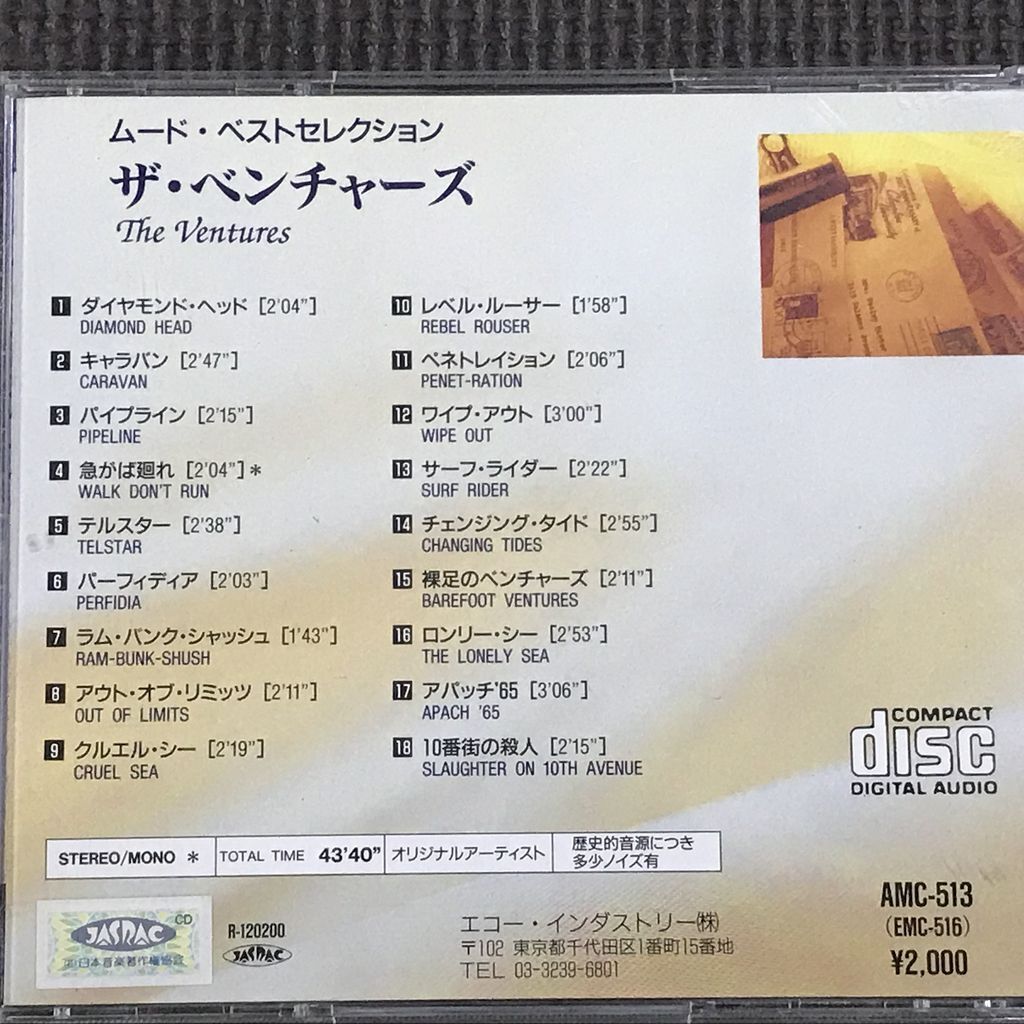 ムード・ベストセレクション
ザ・ベンチャーズ
The Ventures
1 ダイヤモンド・ヘッド [2'04"]
DIAMOND HEAD
2 キャラバン [2'47"]
CARAVAN
3 パイプライン [2'15"]
PIPELINE
4 急がば廻れ [2'04"]*
WALK DON'T RUN
5 テルスター [2'38"]
TELSTAR
6 パーフィディア [2'03"]
PERFIDIA
7 ラム・バンク・シャッシュ [1'43"]
RAM-BUNK-SHUSH
8 アウト・オブ・リミッツ [2'11"]
OUT OF LIMITS
9 クルエル・シー [2'19"]
CRUEL SEA
10 レベル・ルーサー [1'58"]
REBEL ROUSER
11 ペネトレイション [2'06"]
PENET-RATION
12 ワイプ・アウト [3'00"]
WIPE OUT
13 サーフ・ライダー [2'22"]
SURF RIDER
14 チェンジング・タイド [2'55"]
CHANGING TIDES
15 裸足のベンチャーズ [2'11"]
BAREFOOT VENTURES
16 ロンリー・シー [2'53"]
THE LONELY SEA
17 アパッチ'65 [3'06"]
APACH '65
18 10番街の殺人 [2'15"]
SLAUGHTER ON 10TH AVENUE
COMPACT
disc
DIGITAL AUDIO
STEREO/MONO *
TOTAL TIME 43'40"
オリジナルアーティスト
歴史的音源につき
多少ノイズ有
CD
JASRAC
日本音楽著作権協会
R-120200
JASRAC
エコー・インダストリー㈱
〒102 東京都千代田区1番町15番地
TEL 03-3239-6801
AMC-513
(EMC-516)
¥2,000